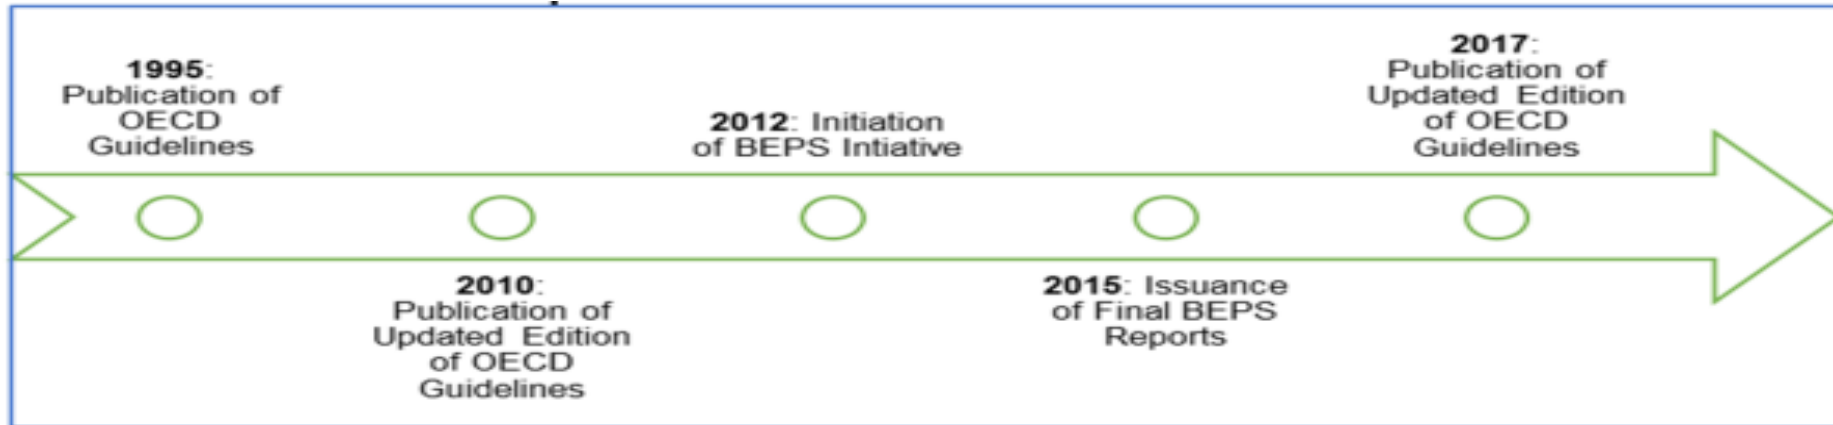 1995:
Publication of
OECD
Guidelines
2010:
Publication of
Updated Edition
of OECD
Guidelines
2012: Initiation
of BEPS Intiative
2015: Issuance
of Final BEPS
Reports
2017:
Publication of
Updated Edition
of OECD
Guidelines